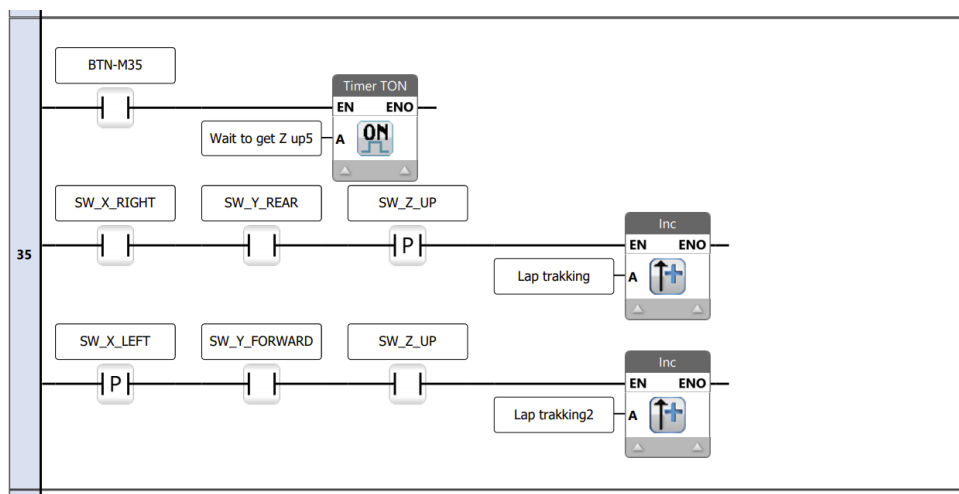 BTN-M35
Timer TON
EN ENO
Wait to get Z up5 A ON
SW_X_RIGHT SW_Y_REAR SW_Z_UP
35
P
Inc
EN ENO
Lap trakking A
SW_X_LEFT SW_Y_FORWARD SW_Z_UP
P
Inc
EN ENO
Lap trakking2 A